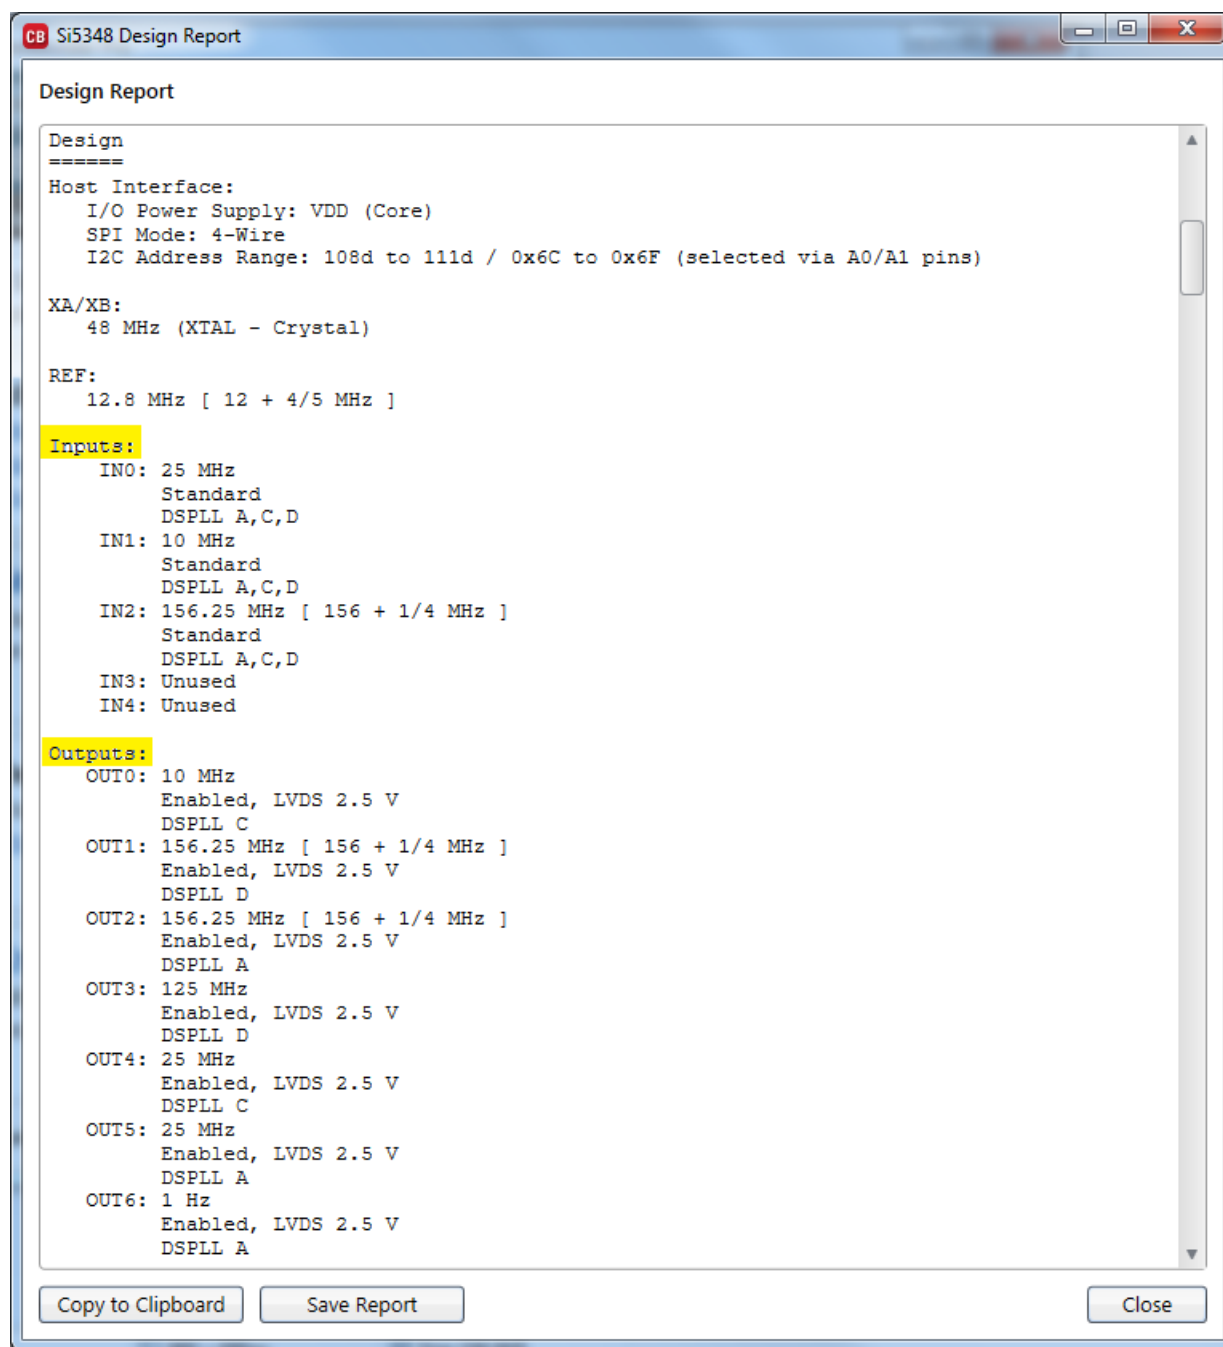 CB Si5348 Design Report
Design Report
Design
======
Host Interface:
I/O Power Supply: VDD (Core)
SPI Mode: 4-Wire
I2C Address Range: 108d to 111d / 0x6C to 0x6F (selected via A0/A1 pins)
XA/XB:
48 MHz (XTAL - Crystal)
REF:
12.8 MHz [ 12 + 4/5 MHz ]
Inputs:
IN0: 25 MHz
Standard
DSPLL A,C,D
IN1: 10 MHz
Standard
DSPLL A,C,D
IN2: 156.25 MHz [ 156 + 1/4 MHz ]
Standard
DSPLL A,C,D
IN3: Unused
IN4: Unused
Outputs:
OUT0: 10 MHz
Enabled, LVDS 2.5 V
DSPLL C
OUT1: 156.25 MHz [ 156 + 1/4 MHz ]
Enabled, LVDS 2.5 V
DSPLL D
OUT2: 156.25 MHz [ 156 + 1/4 MHz ]
Enabled, LVDS 2.5 V
DSPLL A
OUT3: 125 MHz
Enabled, LVDS 2.5 V
DSPLL D
OUT4: 25 MHz
Enabled, LVDS 2.5 V
DSPLL C
OUT5: 25 MHz
Enabled, LVDS 2.5 V
DSPLL A
OUT6: 1 Hz
Enabled, LVDS 2.5 V
DSPLL A
Copy to Clipboard Save Report Close